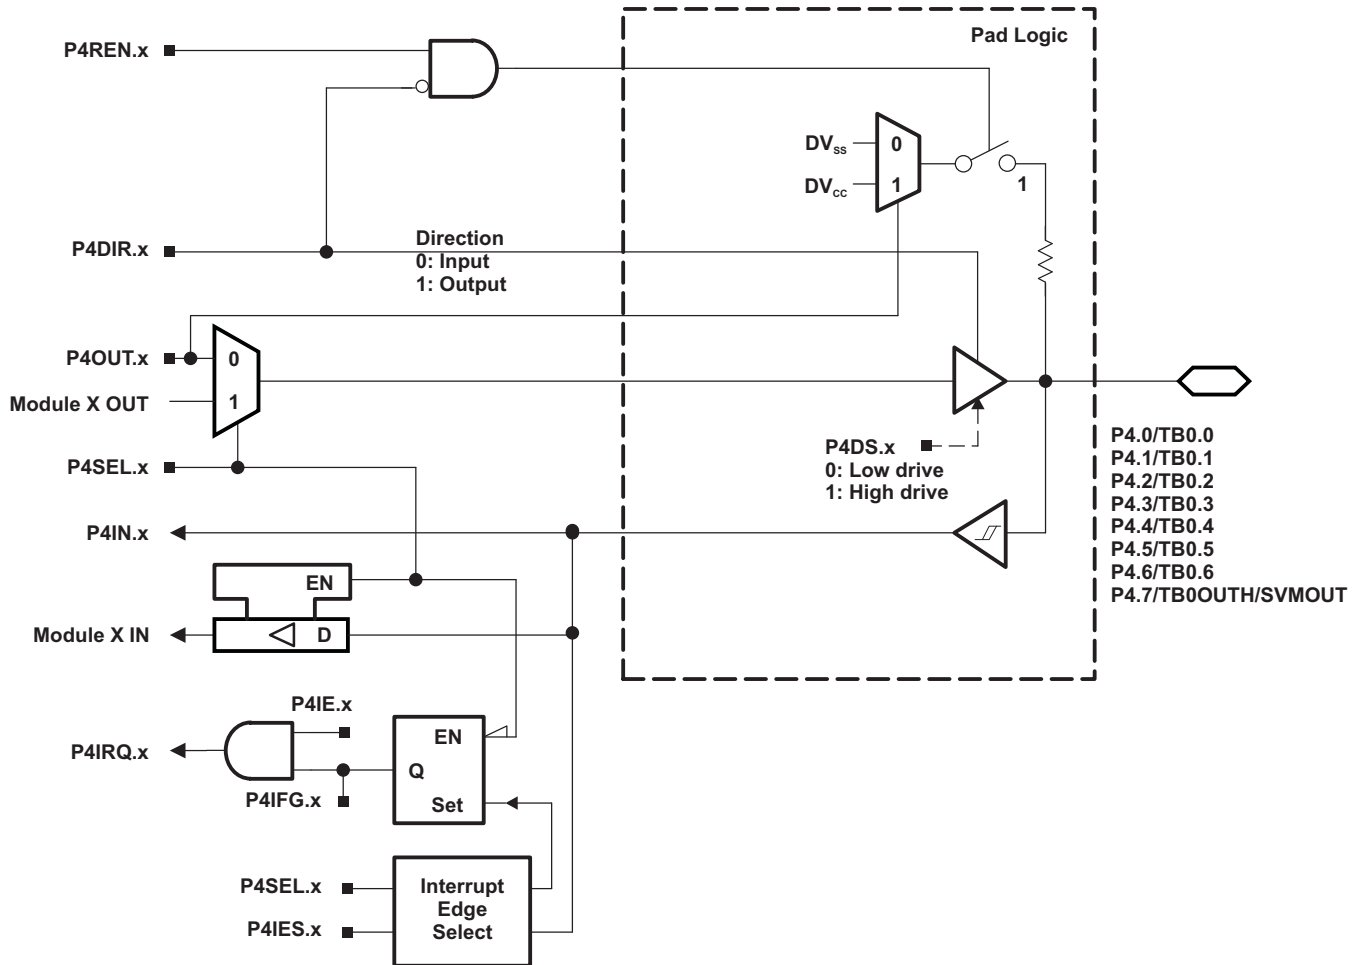 Pad Logic
P4REN.x
DVss
0
DVcc
1
1
P4DIR.x
Direction
0: Input
1: Output
P4OUT.x
0
Module X OUT
1
P4DS.x
0: Low drive
1: High drive
P4SEL.x
P4.0/TB0.0
P4.1/TB0.1
P4.2/TB0.2
P4.3/TB0.3
P4.4/TB0.4
P4.5/TB0.5
P4.6/TB0.6
P4.7/TB0OUTH/SVMOUT
P4IN.x
EN
Module X IN
D
P4IE.x
P4IRQ.x
EN
Q
P4IFG.x
Set
P4SEL.x
P4IES.x
Interrupt
Edge
Select